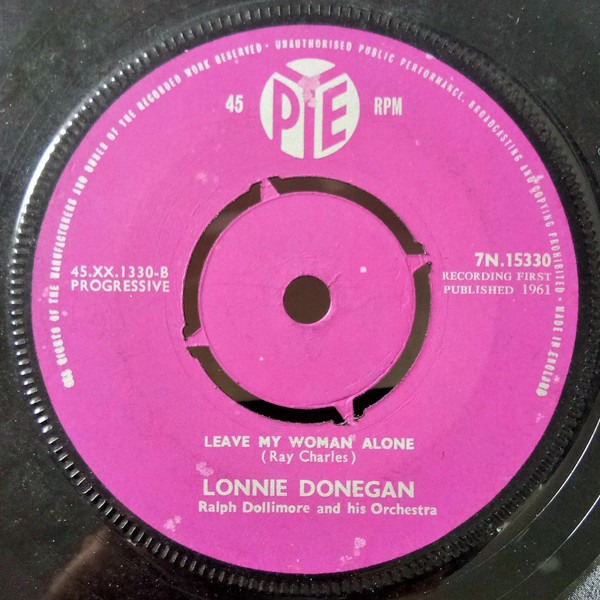 ALL RIGHTS OF THE MANUFACTURERS AND OWNER OF THE RECORDED WORK RESERVED · UNAUTHORISED PUBLIC PERFORMANCE, BROADCASTING AND COPYING PROHIBITED · MADE IN ENGLAND
45 PYE RPM
45.XX.1330-B
PROGRESSIVE
7N.15330
RECORDING FIRST
PUBLISHED 1961
LEAVE MY WOMAN ALONE
(Ray Charles)
LONNIE DONEGAN
Ralph Dollimore and his Orchestra